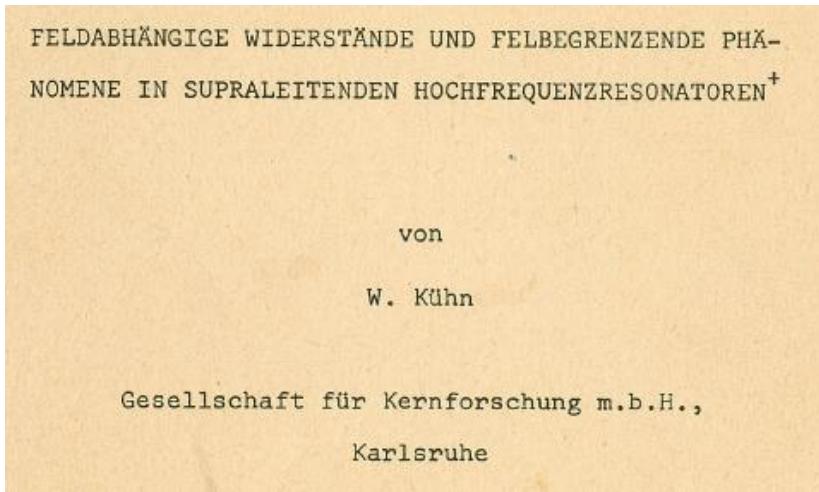 FELDABHÄNGIGE WIDERSTÄNDE UND FELBEGRENZENDE PHÄ-
NOMENE IN SUPRALEITENDEN HOCHFREQUENZRESONATOREN+
von
W. Kühn
Gesellschaft für Kernforschung m.b.H.,
Karlsruhe